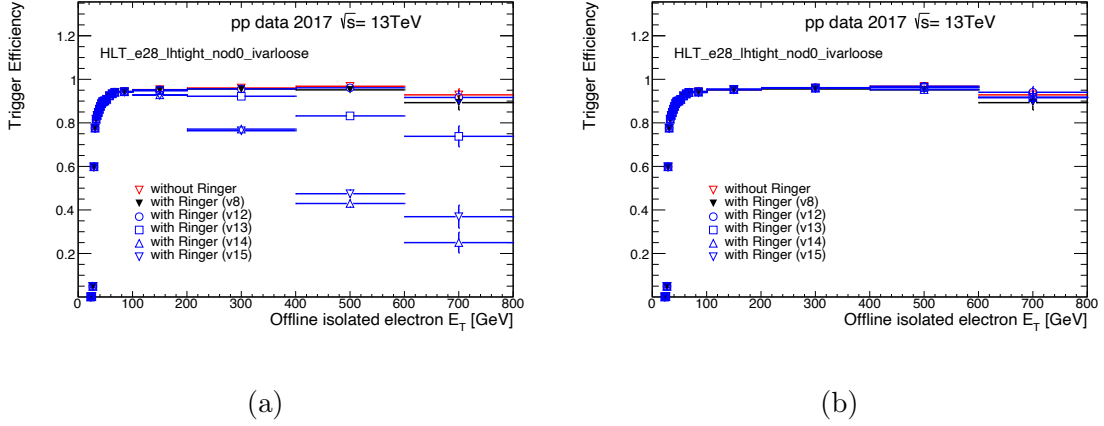 pp data 2017 √s= 13TeV
HLT_e28_lhtight_nod0_ivarloose
Trigger Efficiency
1.2
1
0.8
0.6
0.4
0.2
without Ringer
with Ringer (v8)
with Ringer (v12)
with Ringer (v13)
with Ringer (v14)
with Ringer (v15)
0 100 200 300 400 500 600 700 800
Offline isolated electron E_T [GeV]
(a)
pp data 2017 √s= 13TeV
HLT_e28_lhtight_nod0_ivarloose
Trigger Efficiency
1.2
1
0.8
0.6
0.4
0.2
without Ringer
with Ringer (v8)
with Ringer (v12)
with Ringer (v13)
with Ringer (v14)
with Ringer (v15)
0 100 200 300 400 500 600 700 800
Offline isolated electron E_T [GeV]
(b)